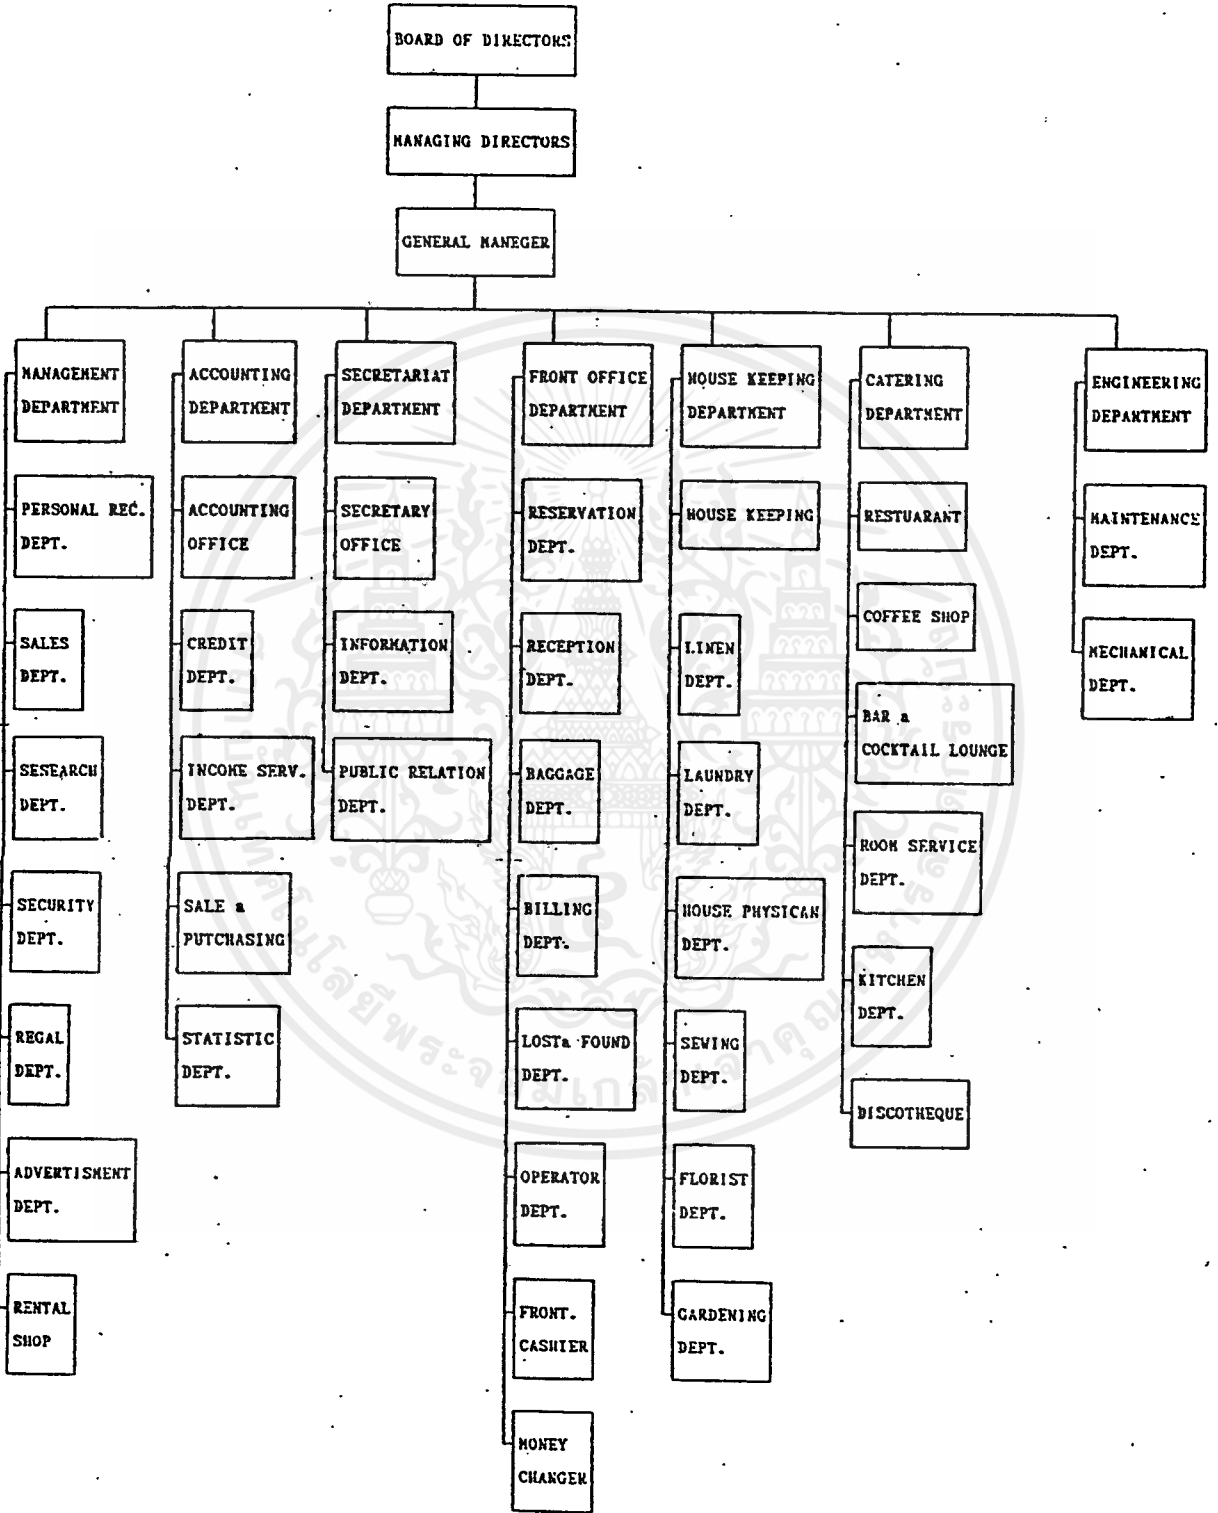 BOARD OF DIRECTORS
MANAGING DIRECTORS
GENERAL MANEGER
MANAGEMENT
DEPARTMENT
PERSONAL REC.
DEPT.
SALES
DEPT.
SESEARCH
DEPT.
SECURITY
DEPT.
REGAL
DEPT.
ADVERTISMENT
DEPT.
RENTAL
SHOP
ACCOUNTING
DEPARTMENT
ACCOUNTING
OFFICE
CREDIT
DEPT.
INCOME SERV.
DEPT.
SALE &
PUTCHASING
STATISTIC
DEPT.
SECRETARIAT
DEPARTMENT
SECRETARY
OFFICE
INFORMATION
DEPT.
PUBLIC RELATION
DEPT.
FRONT OFFICE
DEPARTMENT
RESERVATION
DEPT.
RECEPTION
DEPT.
BAGGAGE
DEPT.
BILLING
DEPT.
LOST& FOUND
DEPT.
OPERATOR
DEPT.
FRONT.
CASHIER
MONEY
CHANGER
HOUSE KEEPING
DEPARTMENT
HOUSE KEEPING
LINEN
DEPT.
LAUNDRY
DEPT.
HOUSE PHYSICAN
DEPT.
SEWING
DEPT.
FLORIST
DEPT.
GARDENING
DEPT.
CATERING
DEPARTMENT
RESTUARANT
COFFEE SHOP
BAR &
COCKTAIL LOUNGE
ROOM SERVICE
DEPT.
KITCHEN
DEPT.
DISCOTHEQUE
ENGINEERING
DEPARTMENT
MAINTENANCE
DEPT.
MECHANICAL
DEPT.